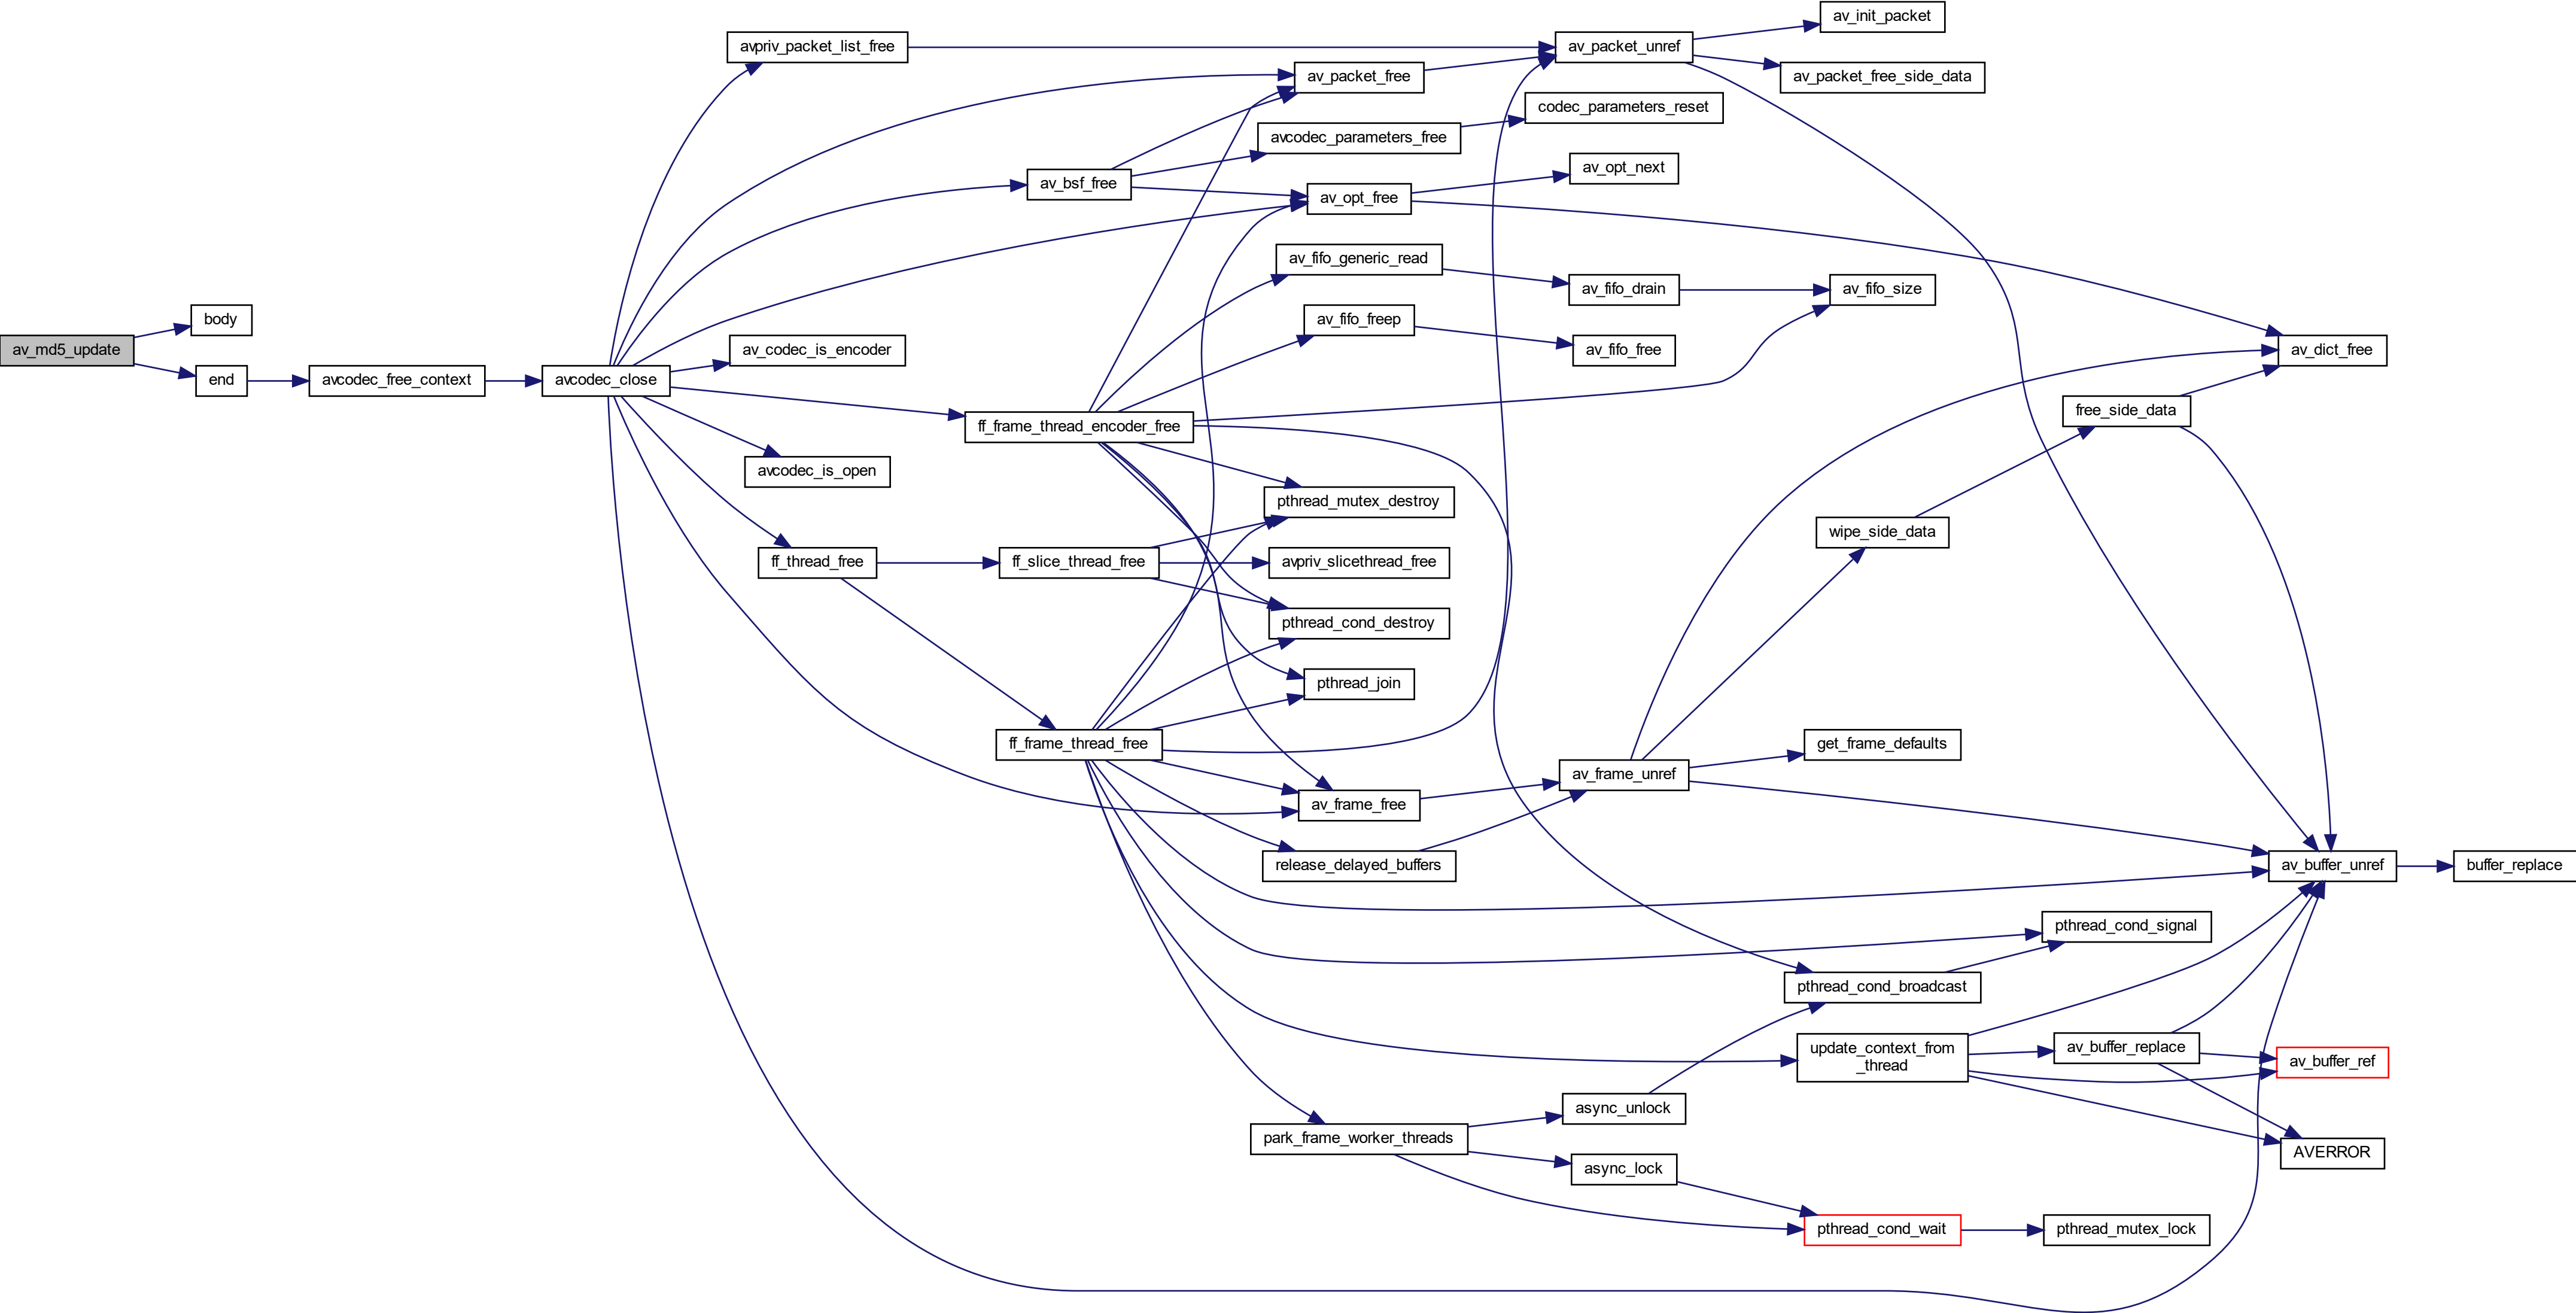 av_init_packet
avpriv_packet_list_free
av_packet_unref
av_packet_free
av_packet_free_side_data
codec_parameters_reset
avcodec_parameters_free
av_opt_next
av_bsf_free
av_opt_free
av_fifo_generic_read
av_fifo_drain
av_fifo_size
body
av_fifo_freep
av_md5_update
av_codec_is_encoder
av_fifo_free
av_dict_free
end
avcodec_free_context
avcodec_close
free_side_data
ff_frame_thread_encoder_free
avcodec_is_open
pthread_mutex_destroy
wipe_side_data
ff_thread_free
ff_slice_thread_free
avpriv_slicethread_free
pthread_cond_destroy
pthread_join
ff_frame_thread_free
get_frame_defaults
av_frame_unref
av_frame_free
release_delayed_buffers
av_buffer_unref
buffer_replace
pthread_cond_signal
pthread_cond_broadcast
update_context_from
_thread
av_buffer_replace
av_buffer_ref
async_unlock
park_frame_worker_threads
AVERROR
async_lock
pthread_cond_wait
pthread_mutex_lock